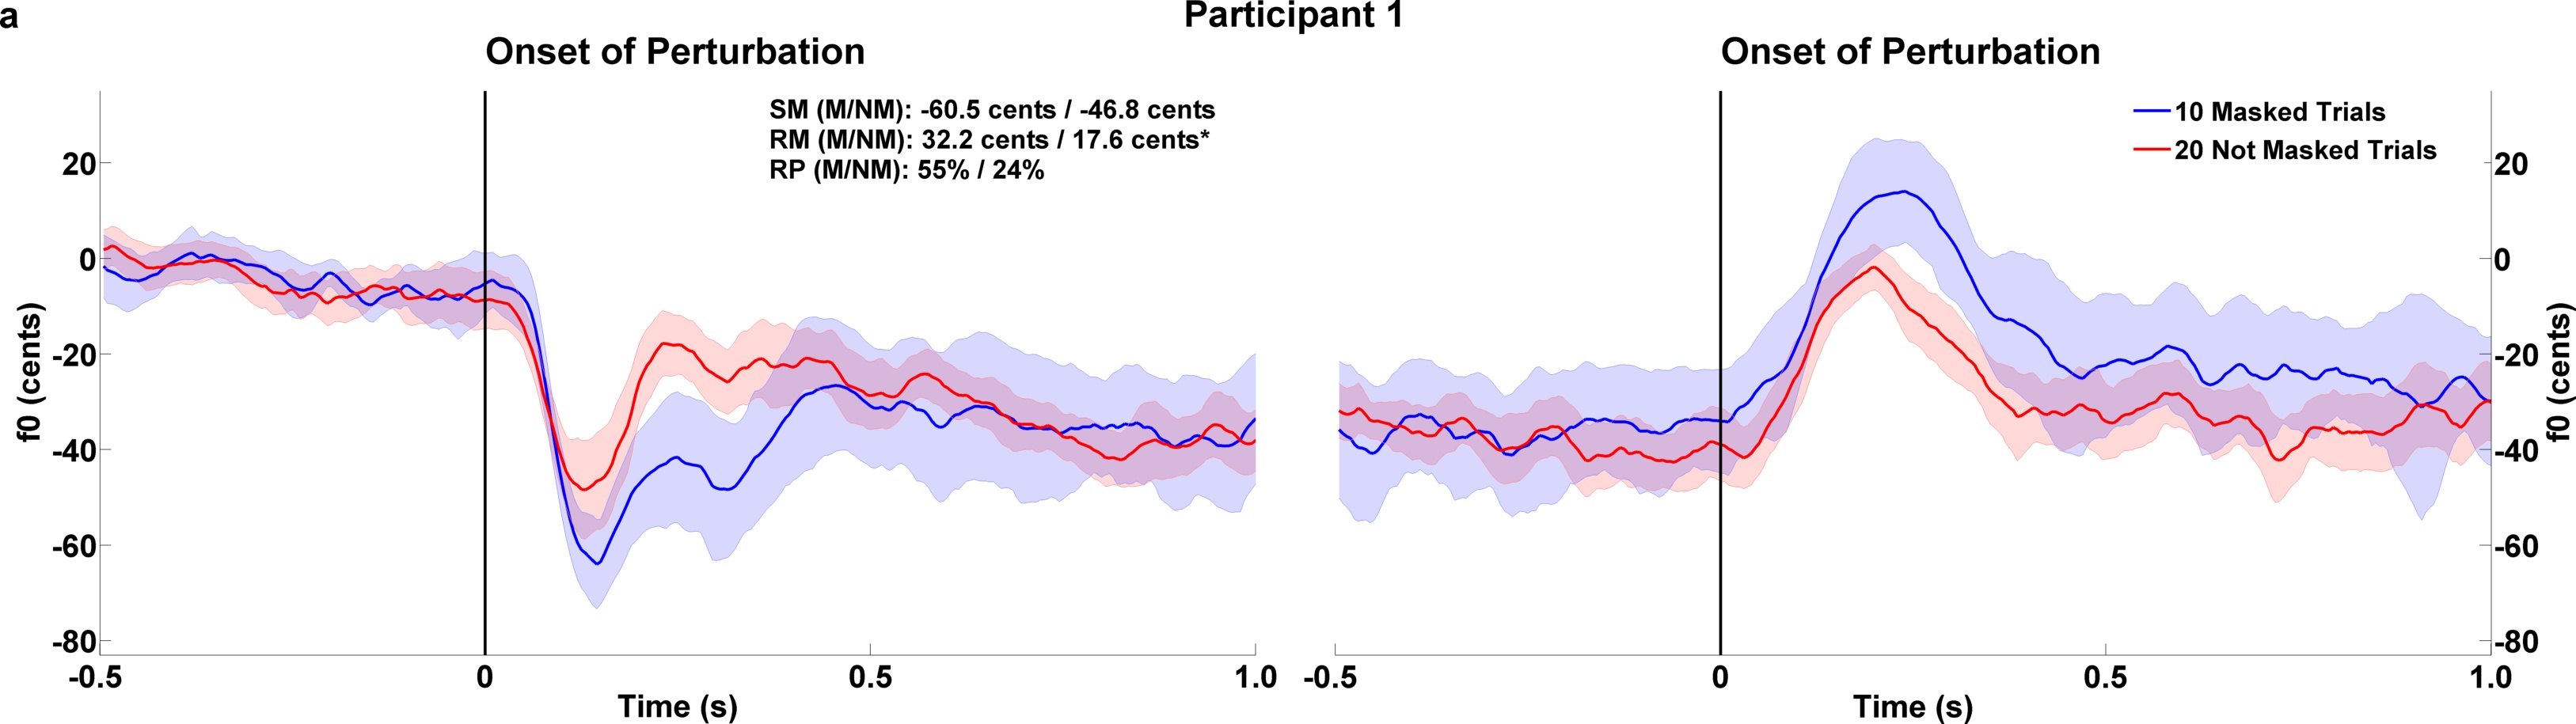 a
Participant 1
Onset of Perturbation
Onset of Perturbation
SM (M/NM): -60.5 cents / -46.8 cents
RM (M/NM): 32.2 cents / 17.6 cents*
RP (M/NM): 55% / 24%
10 Masked Trials
20 Not Masked Trials
20
0
-20
-40
-60
-80
f0 (cents)
-0.5
0
0.5
1.0
Time (s)
-0.5
0
0.5
1.0
Time (s)
20
0
-20
-40
-60
-80
f0 (cents)